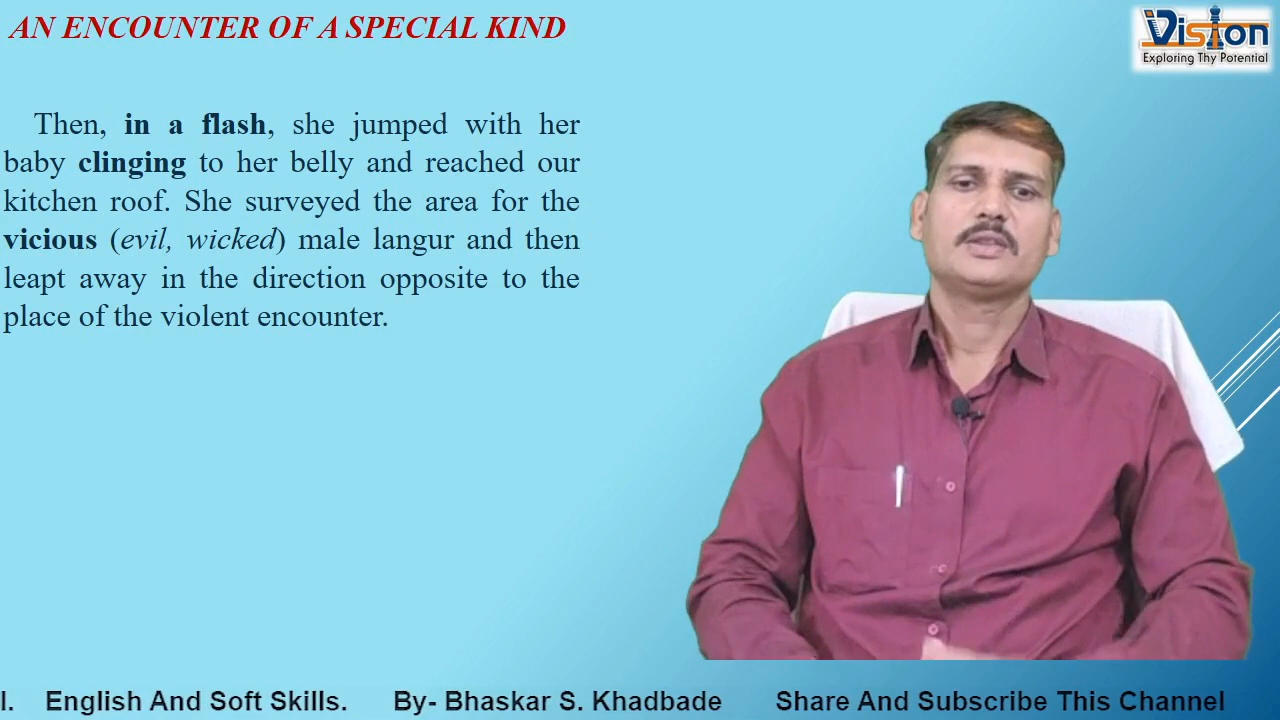 AN ENCOUNTER OF A SPECIAL KIND
Vision
Exploring Thy Potential
Then, in a flash, she jumped with her
baby clinging to her belly and reached our
kitchen roof. She surveyed the area for the
vicious (evil, wicked) male langur and then
leapt away in the direction opposite to the
place of the violent encounter.
l. English And Soft Skills. By- Bhaskar S. Khadbade Share And Subscribe This Channel